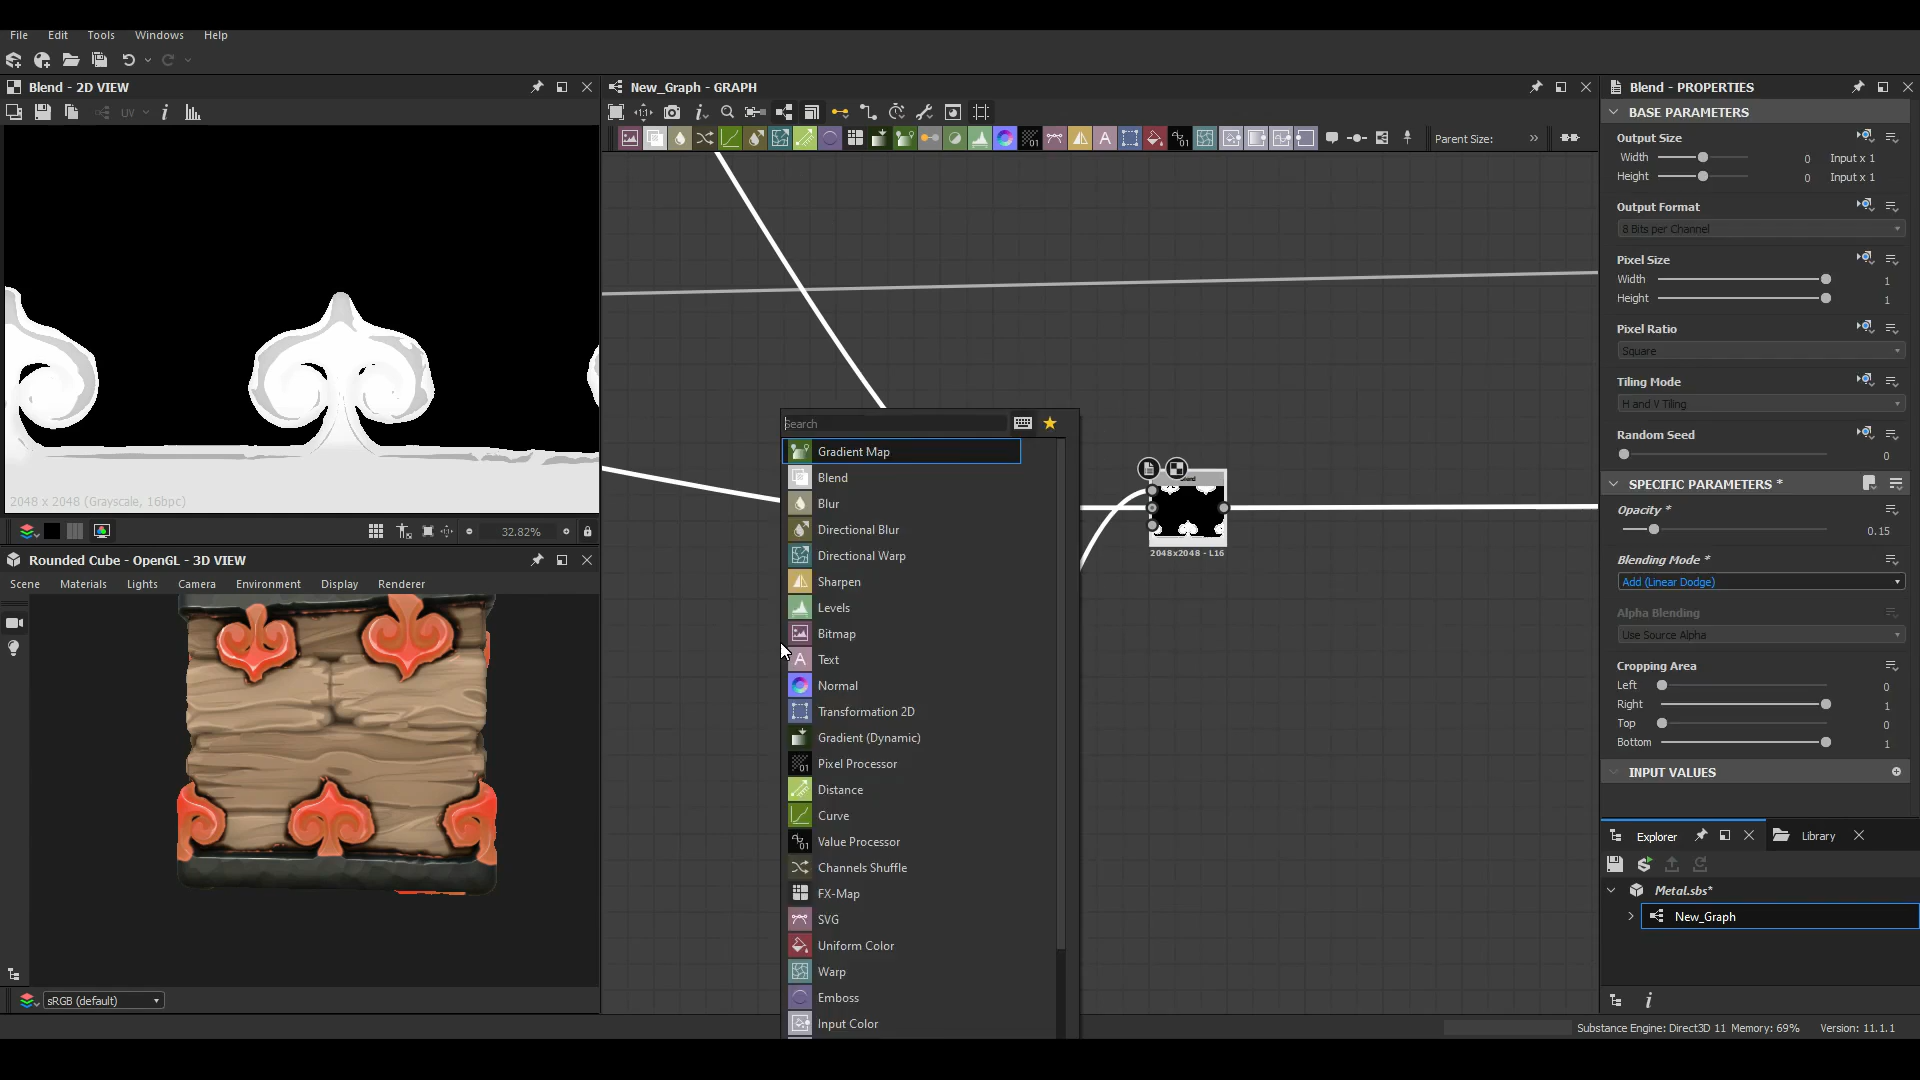 File Edit Tools Windows Help
Blend - 2D VIEW
UV
2048 x 2048 (Grayscale, 16bpc)
32.82%
Rounded Cube - OpenGL - 3D VIEW
Scene Materials Lights Camera Environment Display Renderer
sRGB (default)
New_Graph - GRAPH
Parent Size:
Search
Gradient Map
Blend
Blur
Directional Blur
Directional Warp
Sharpen
Levels
Bitmap
Text
Normal
Transformation 2D
Gradient (Dynamic)
Pixel Processor
Distance
Curve
Value Processor
Channels Shuffle
FX-Map
SVG
Uniform Color
Warp
Emboss
Input Color
2048x2048 - L16
Blend - PROPERTIES
BASE PARAMETERS
Output Size
Width 0 Input x 1
Height 0 Input x 1
Output Format
8 Bits per Channel
Pixel Size
Width 1
Height 1
Pixel Ratio
Square
Tiling Mode
H and V Tiling
Random Seed
0
SPECIFIC PARAMETERS *
Opacity *
0.15
Blending Mode *
Add (Linear Dodge)
Alpha Blending
Use Source Alpha
Cropping Area
Left 0
Right 1
Top 0
Bottom 1
INPUT VALUES
Explorer Library
Metal.sbs*
New_Graph
Substance Engine: Direct3D 11 Memory: 69% Version: 11.1.1